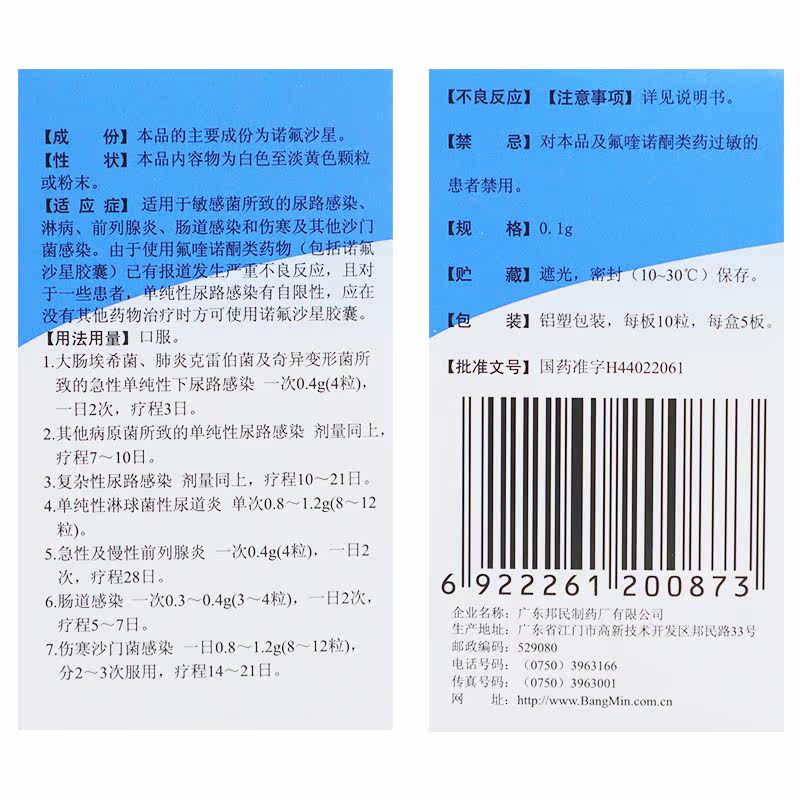 【成 份】本品的主要成份为诺氟沙星。
【性 状】本品内容物为白色至淡黄色颗粒
或粉末。
【适 应 症】适用于敏感菌所致的尿路感染、
淋病、前列腺炎、肠道感染和伤寒及其他沙门
菌感染。由于使用氟喹诺酮类药物（包括诺氟
沙星胶囊）已有报道发生严重不良反应，且对
于一些患者，单纯性尿路感染有自限性，应在
没有其他药物治疗时方可使用诺氟沙星胶囊。
【用法用量】口服。
1.大肠埃希菌、肺炎克雷伯菌及奇异变形菌所
致的急性单纯性下尿路感染 一次0.4g(4粒)，
一日2次，疗程3日。
2.其他病原菌所致的单纯性尿路感染 剂量同上，
疗程7～10日。
3.复杂性尿路感染 剂量同上，疗程10～21日。
4.单纯性淋球菌性尿道炎 单次0.8～1.2g(8～12
粒)。
5.急性及慢性前列腺炎 一次0.4g(4粒)，一日2
次，疗程28日。
6.肠道感染 一次0.3～0.4g(3～4粒)，一日2次，
疗程5～7日。
7.伤寒沙门菌感染 一日0.8～1.2g(8～12粒)，
分2～3次服用，疗程14～21日。
【不良反应】【注意事项】详见说明书。
【禁 忌】对本品及氟喹诺酮类药过敏的
患者禁用。
【规 格】0.1g
【贮 藏】遮光，密封（10~30℃）保存。
【包 装】铝塑包装，每板10粒，每盒5板。
【批准文号】国药准字H44022061
6 922261 200873
企业名称：广东邦民制药厂有限公司
生产地址：广东省江门市高新技术开发区邦民路33号
邮政编码：529080
电话号码：（0750）3963166
传真号码：（0750）3963001
网 址：http://www.BangMin.com.cn